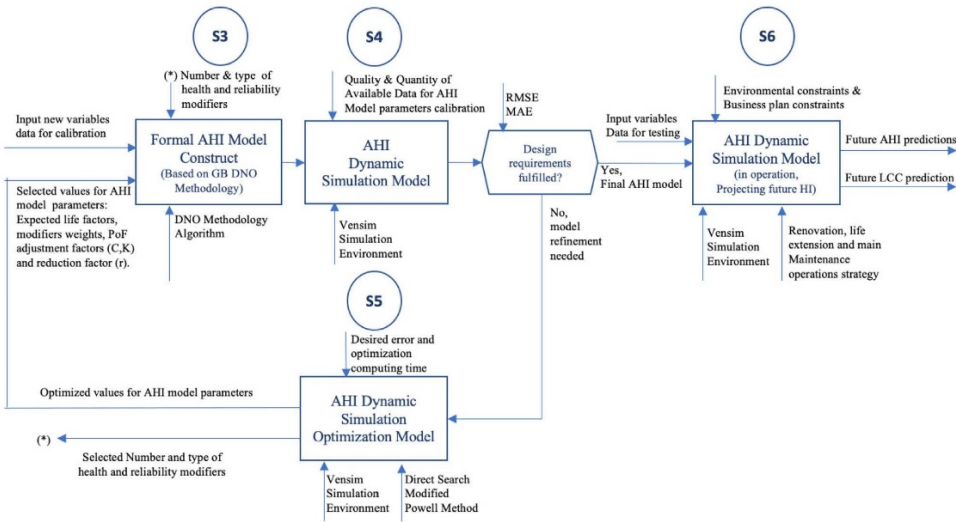 S3
(*) Number & type of
health and reliability
modifiers
Input new variables
data for calibration
Formal AHI Model
Construct
(Based on GB DNO
Methodology)
Selected values for AHI
model parameters:
Expected life factors,
modifiers weights, PoF
adjustment factors (C,K)
and reduction factor (r).
DNO Methodology
Algorithm
S4
Quality & Quantity of
Available Data for AHI
Model parameters calibration
AHI
Dynamic
Simulation Model
Vensim
Simulation
Environment
RMSE
MAE
Design
requirements
fulfilled?
Yes,
Final AHI model
No,
model
refinement
needed
S6
Environmental constraints &
Business plan constraints
Input variables
Data for testing
AHI Dynamic
Simulation Model
(in operation,
Projecting future HI)
Future AHI predictions
Future LCC prediction
Vensim
Simulation
Environment
Renovation, life
extension and main
Maintenance
operations strategy
S5
Desired error and
optimization
computing time
Optimized values for AHI model parameters
AHI Dynamic
Simulation
Optimization Model
(*)
Selected Number and type of
health and reliability modifiers
Vensim
Simulation
Environment
Direct Search
Modified
Powell Method